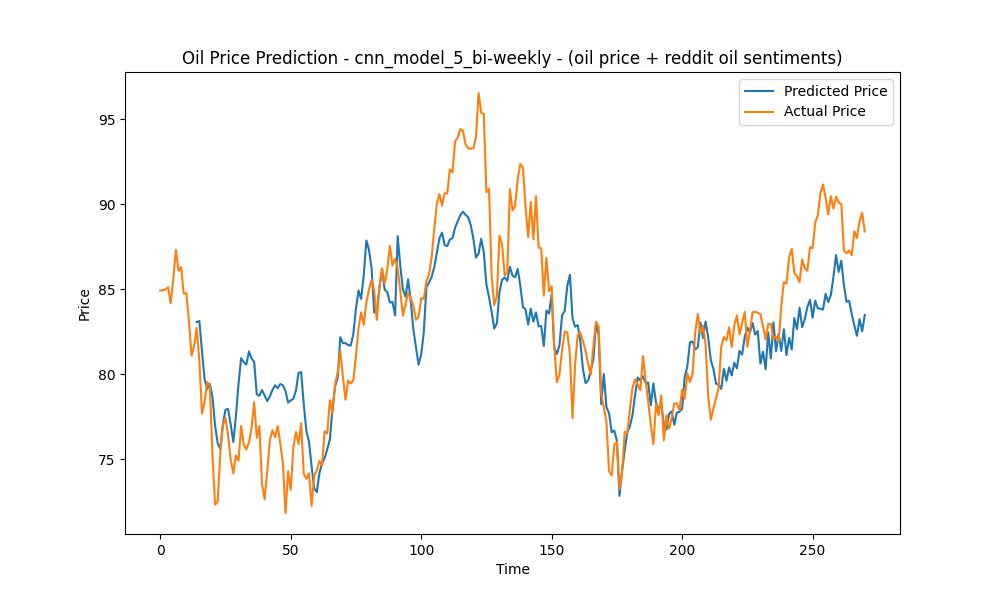 Oil Price Prediction - cnn_model_5_bi-weekly - (oil price + reddit oil sentiments)
Predicted Price
Actual Price
95
90
85
80
75
Price
0 50 100 150 200 250
Time